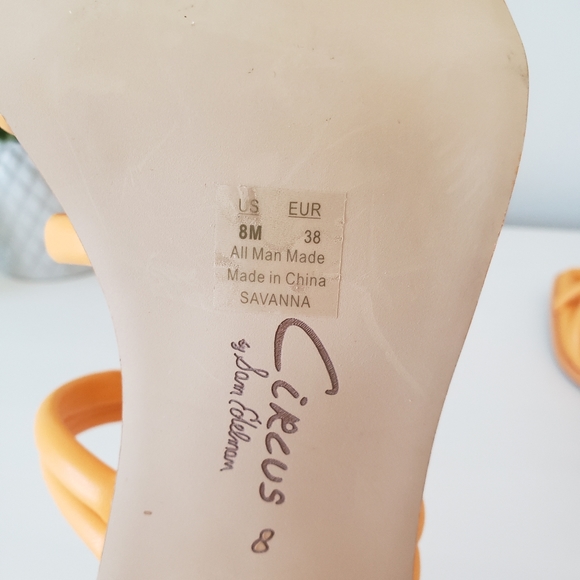 US EUR
8M 38
All Man Made
Made in China
SAVANNA
CIRCUS 8
by Sam Edelman